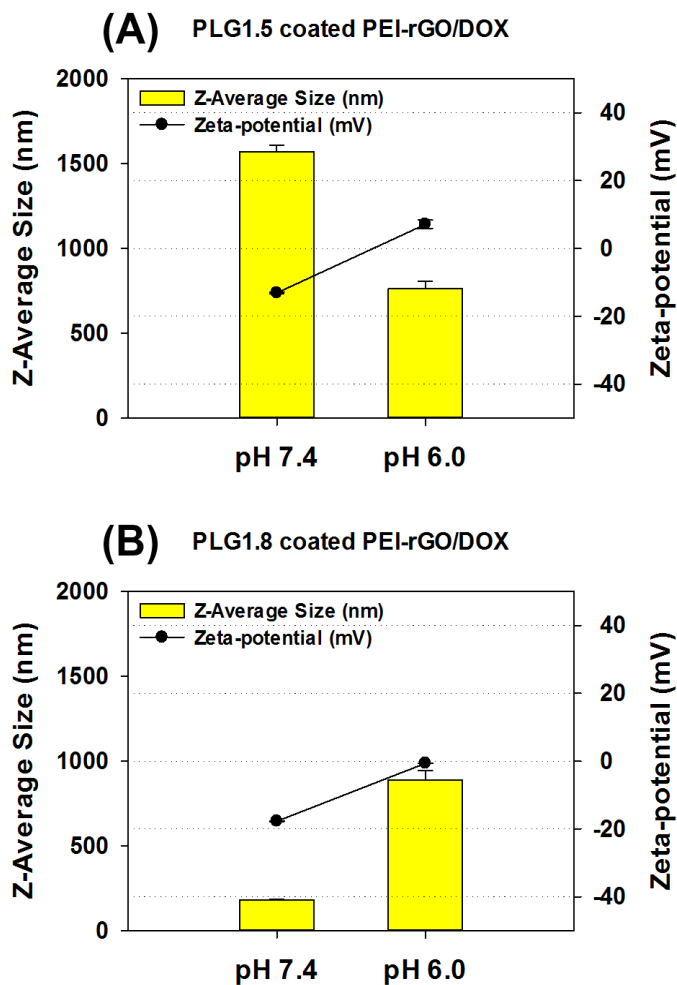 (A) PLG1.5 coated PEI-rGO/DOX
Z-Average Size (nm)
2000
1500
1000
500
0
Z-Average Size (nm)
Zeta-potential (mV)
40
20
0
-20
-40
Zeta-potential (mV)
pH 7.4 pH 6.0
(B) PLG1.8 coated PEI-rGO/DOX
Z-Average Size (nm)
2000
1500
1000
500
0
Z-Average Size (nm)
Zeta-potential (mV)
40
20
0
-20
-40
Zeta-potential (mV)
pH 7.4 pH 6.0